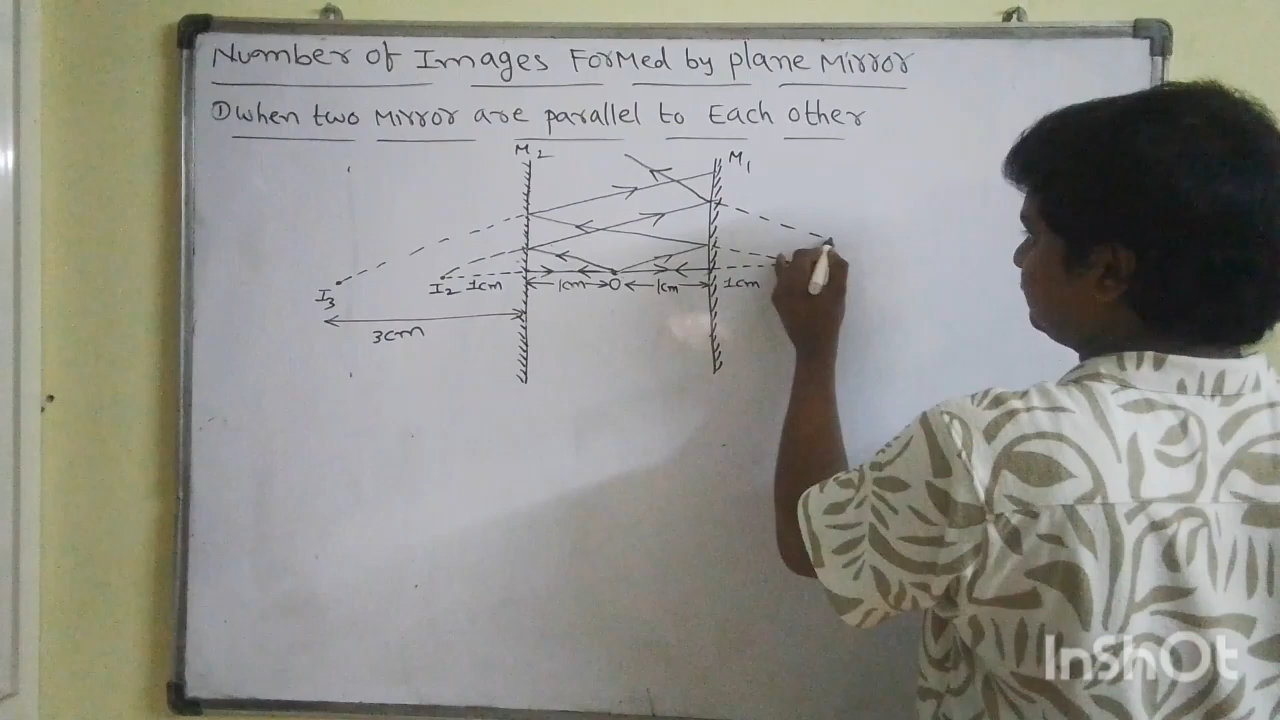 Number of Images Formed by plane Mirror
① when two Mirror are parallel to Each other
M2 M1
I3 I2 1cm 1cm O 1cm 1cm
3cm
InShOt